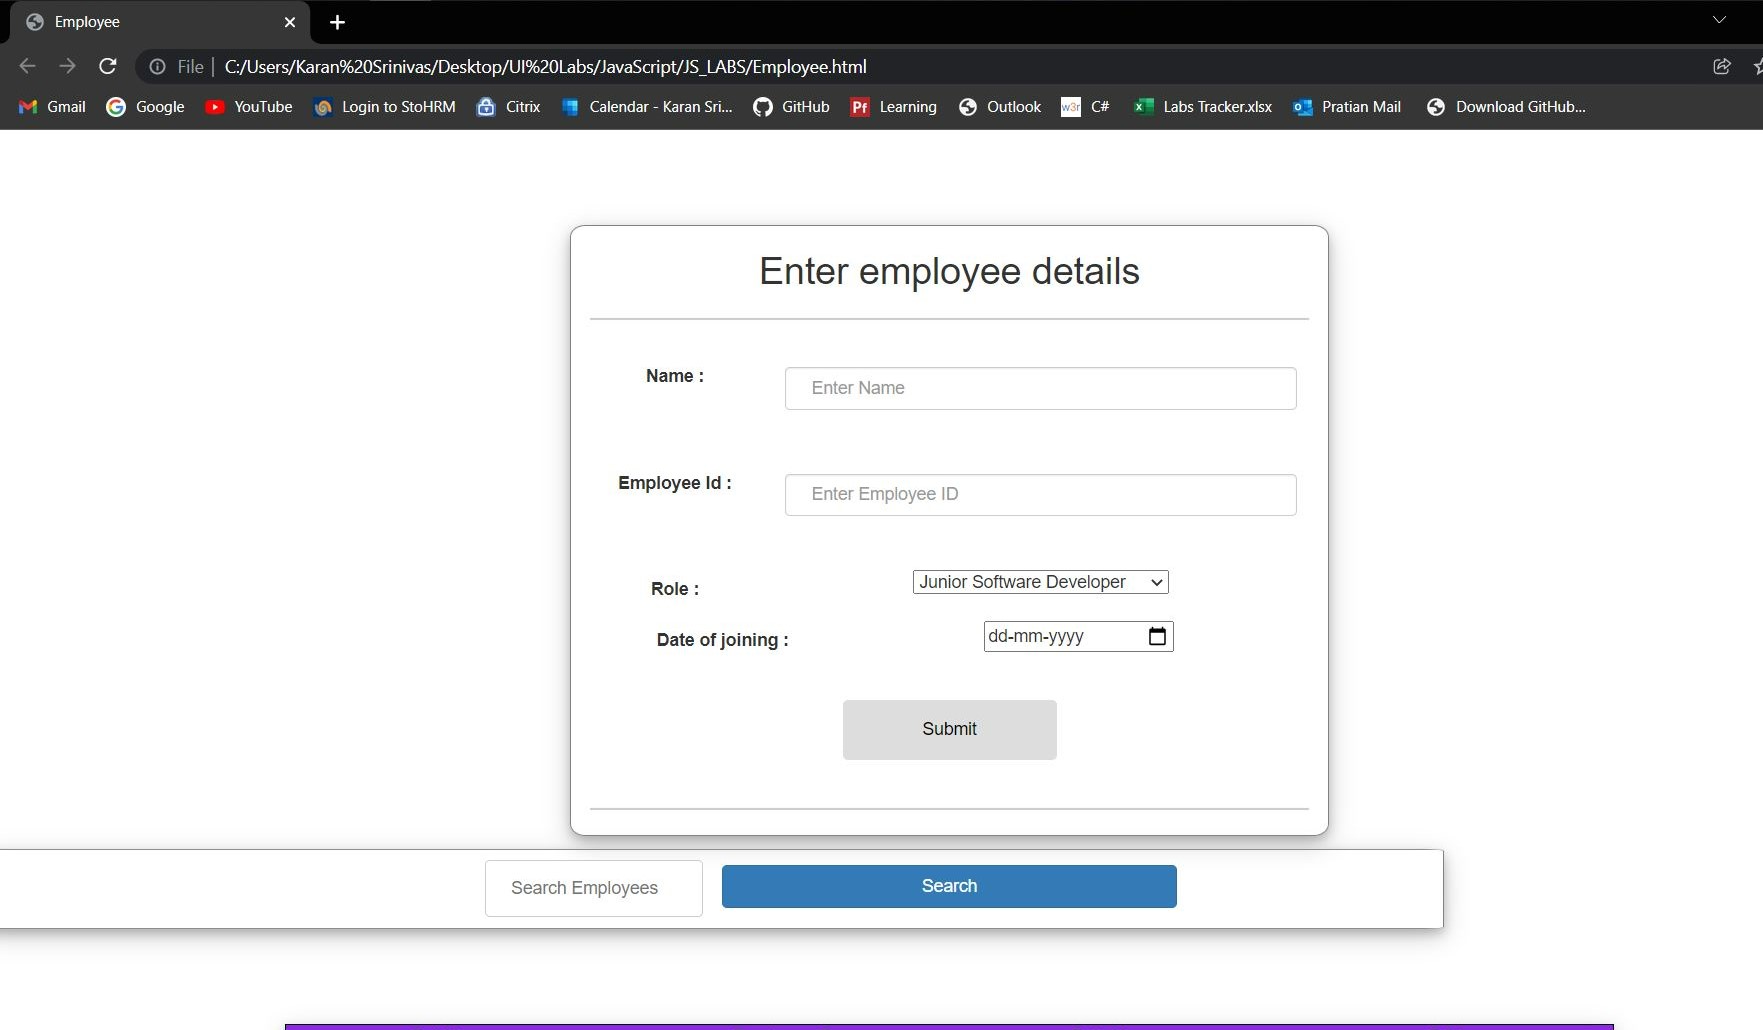 Employee
File | C:/Users/Karan%20Srinivas/Desktop/UI%20Labs/JavaScript/JS_LABS/Employee.html
Gmail Google YouTube Login to StoHRM Citrix Calendar - Karan Sri... GitHub Pf Learning Outlook w3r C# Labs Tracker.xlsx Pratian Mail Download GitHub...
Enter employee details
Name : Enter Name
Employee Id : Enter Employee ID
Role : Junior Software Developer
Date of joining : dd-mm-yyyy
Submit
Search Employees Search